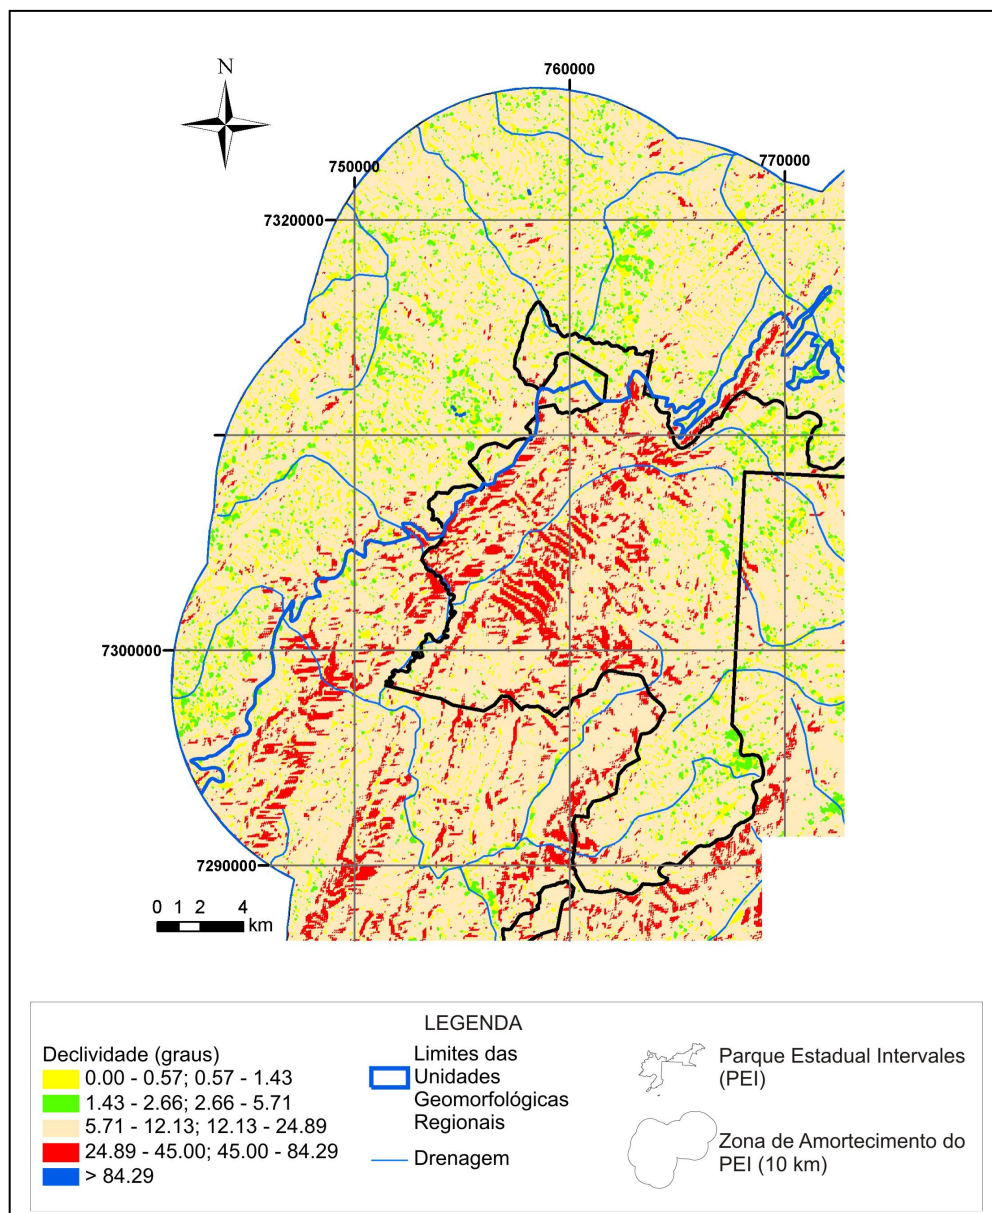 N
760000
770000
750000
7320000
7300000
7290000
0 1 2 4
km
LEGENDA
Declividade (graus)
0.00 - 0.57; 0.57 - 1.43
1.43 - 2.66; 2.66 - 5.71
5.71 - 12.13; 12.13 - 24.89
24.89 - 45.00; 45.00 - 84.29
> 84.29
Limites das
Unidades
Geomorfológicas
Regionais
Drenagem
Parque Estadual Intervales
(PEI)
Zona de Amortecimento do
PEI (10 km)